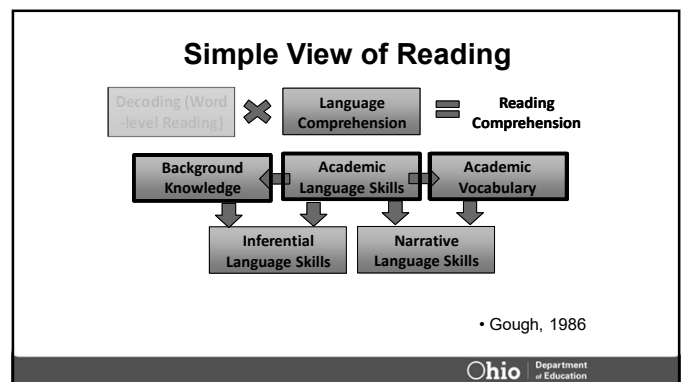 Simple View of Reading
Decoding (Word
-level Reading)
Language
Comprehension
Reading
Comprehension
Background
Knowledge
Academic
Language Skills
Academic
Vocabulary
Inferential
Language Skills
Narrative
Language Skills
• Gough, 1986
Ohio
Department
of Education